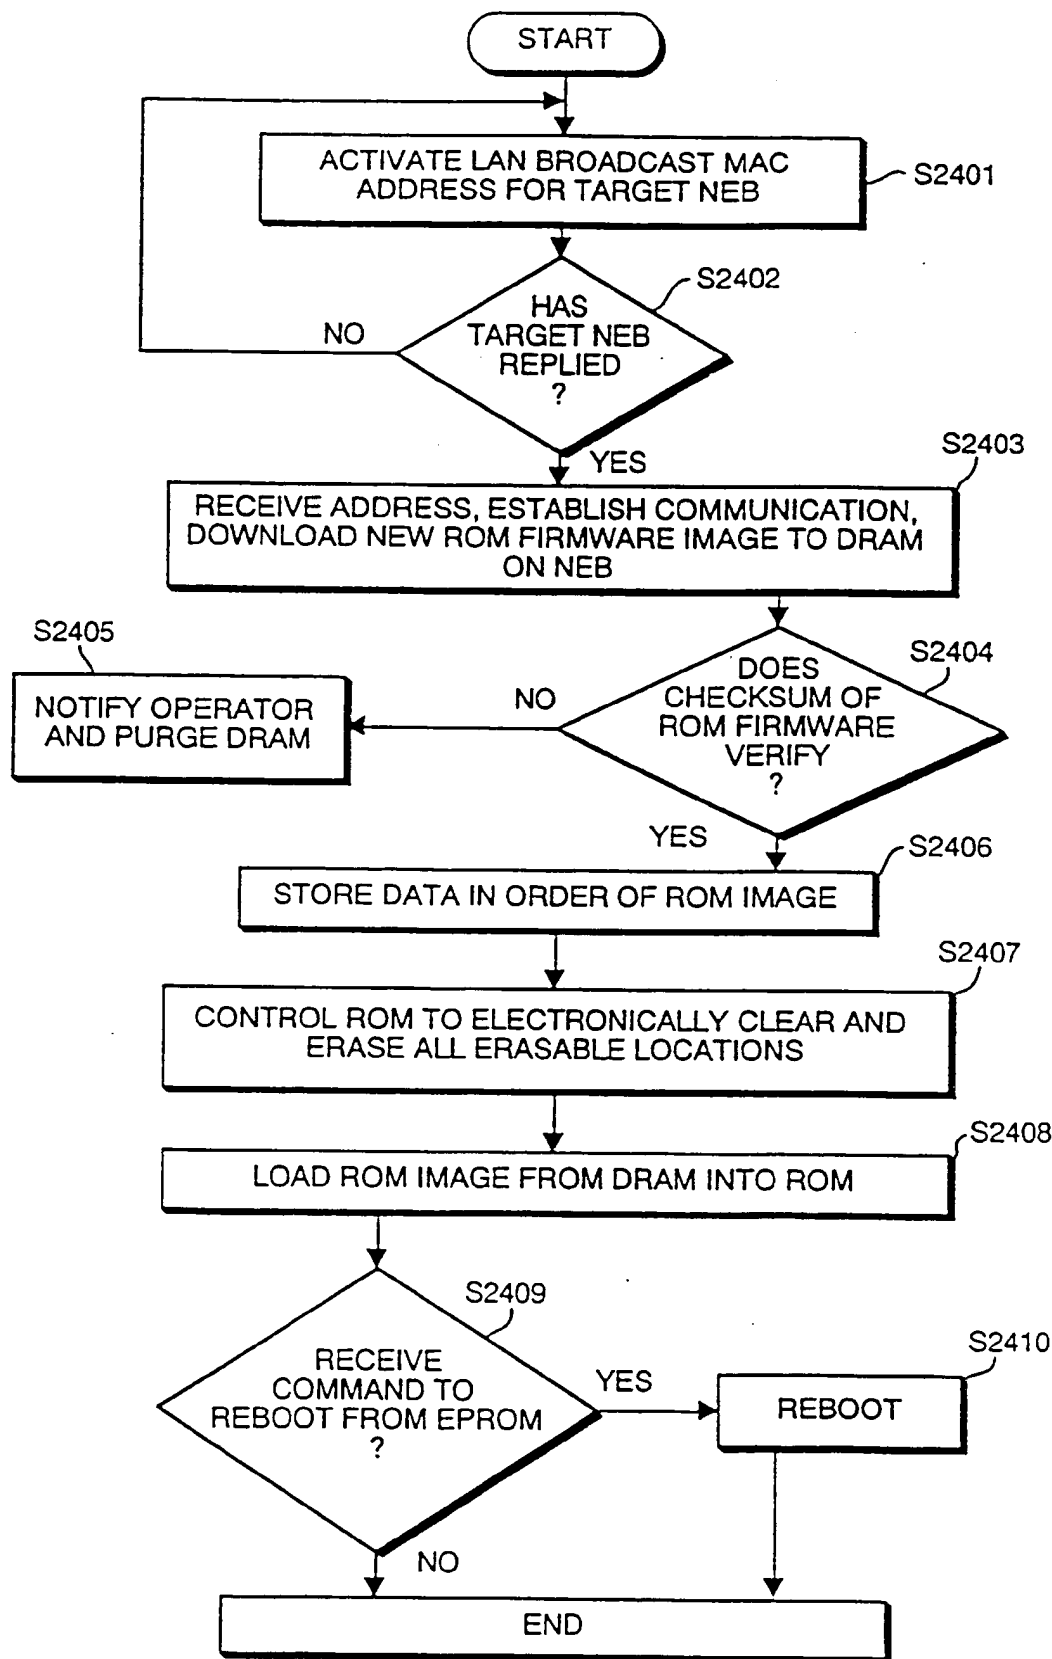 START
ACTIVATE LAN BROADCAST MAC
ADDRESS FOR TARGET NEB
S2401
S2402
HAS
TARGET NEB
REPLIED
?
NO
YES
S2403
RECEIVE ADDRESS, ESTABLISH COMMUNICATION,
DOWNLOAD NEW ROM FIRMWARE IMAGE TO DRAM
ON NEB
S2405
NOTIFY OPERATOR
AND PURGE DRAM
NO
S2404
DOES
CHECKSUM OF
ROM FIRMWARE
VERIFY
?
YES
S2406
STORE DATA IN ORDER OF ROM IMAGE
S2407
CONTROL ROM TO ELECTRONICALLY CLEAR AND
ERASE ALL ERASABLE LOCATIONS
S2408
LOAD ROM IMAGE FROM DRAM INTO ROM
S2409
RECEIVE
COMMAND TO
REBOOT FROM EPROM
?
YES
S2410
REBOOT
NO
END